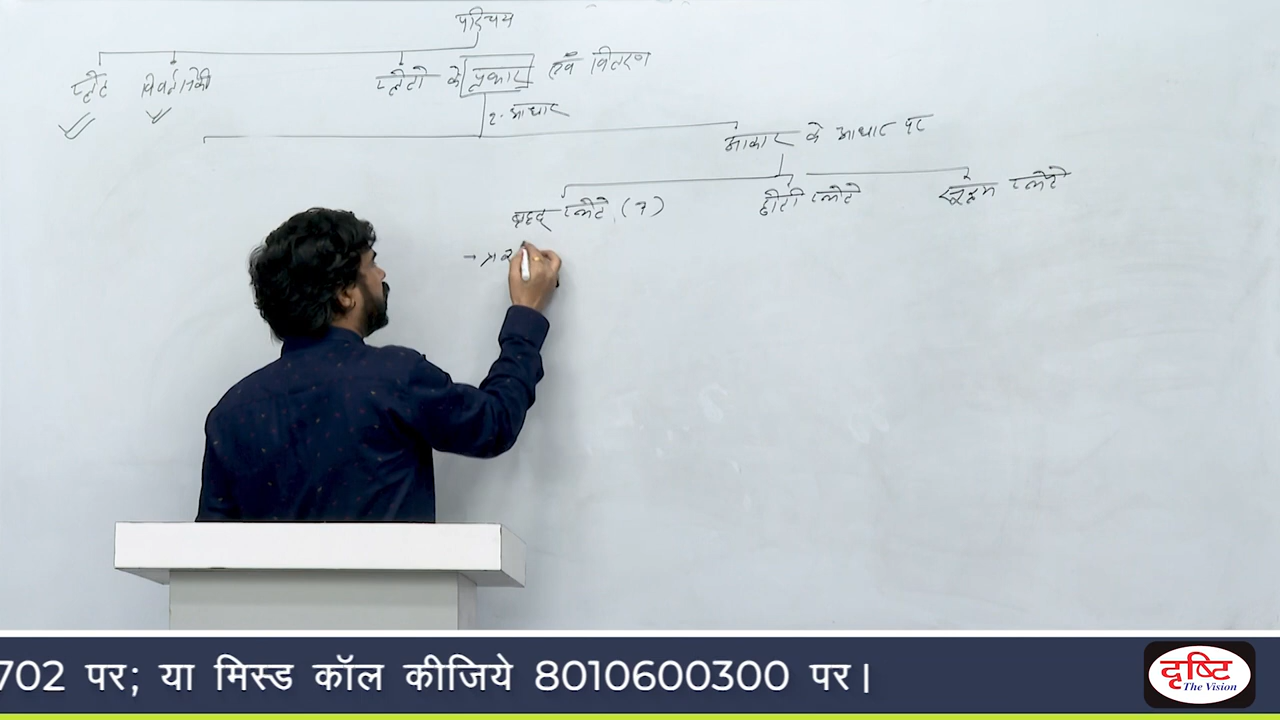 परिचय
प्लेट विवर्तनिकी प्लेटो के प्रकार एवं वितरण
2 - आधार
आकार के आधार पर
बृहद् प्लेटे (7) छोटी प्लेटे सूक्ष्म प्लेटे
702 पर; या मिस्ड कॉल कीजिये 8010600300 पर।
दृष्टि
The Vision